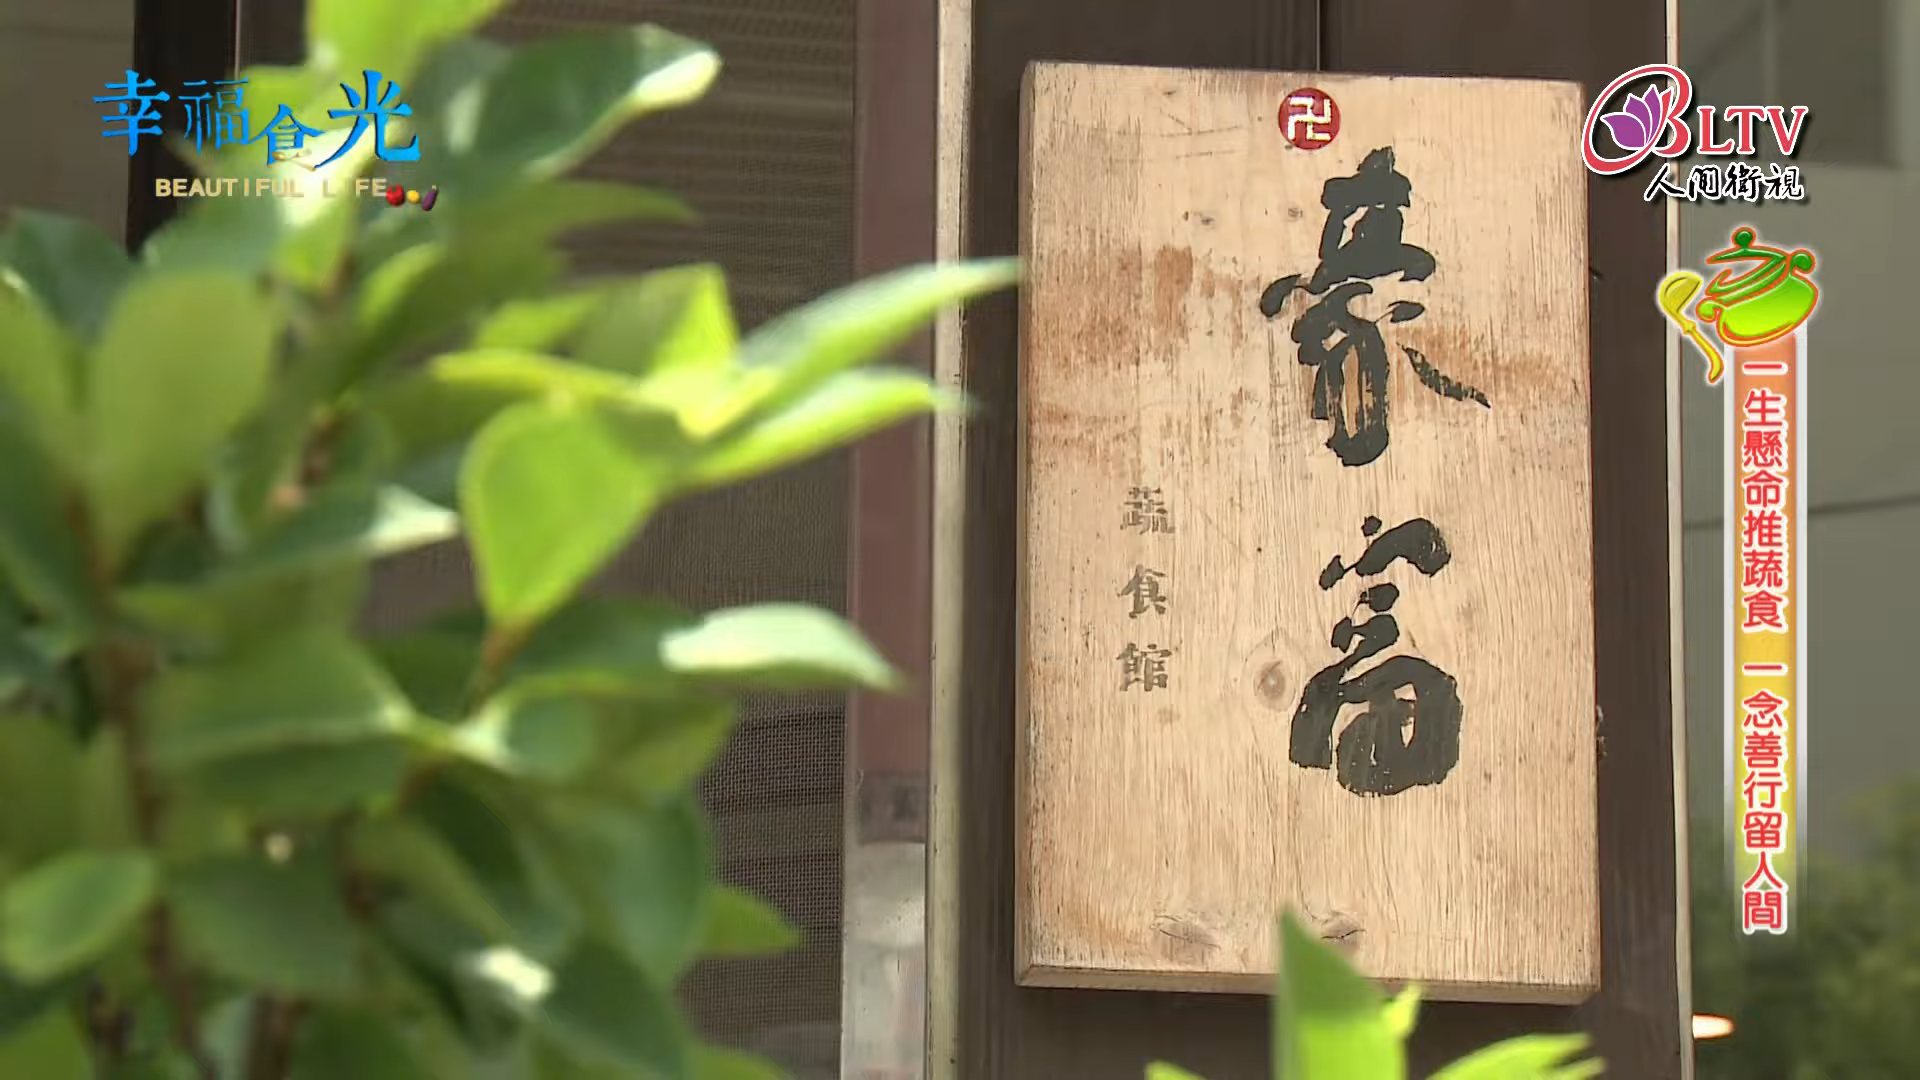 幸福食光
BEAUTIFUL LIFE
BLTV
人間衛視
卍
豪富
蔬食館
一生懸命推蔬食 一念善行留人間